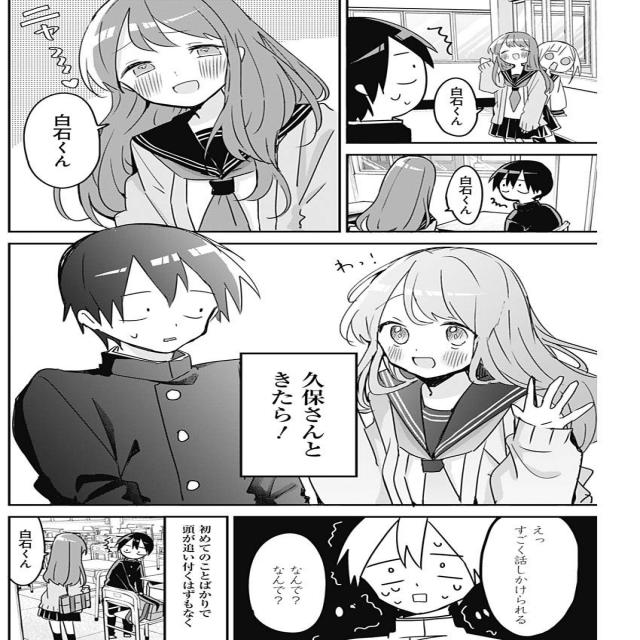 白石くん
白石くん
ニヤっ~~~♡
白石くん
わっ!
久保さんと
きたら!
えっ
すごく話しかけられる
なんで?
なんで?
初めてのことばかりで
頭が追い付くはずもなく
白石くん